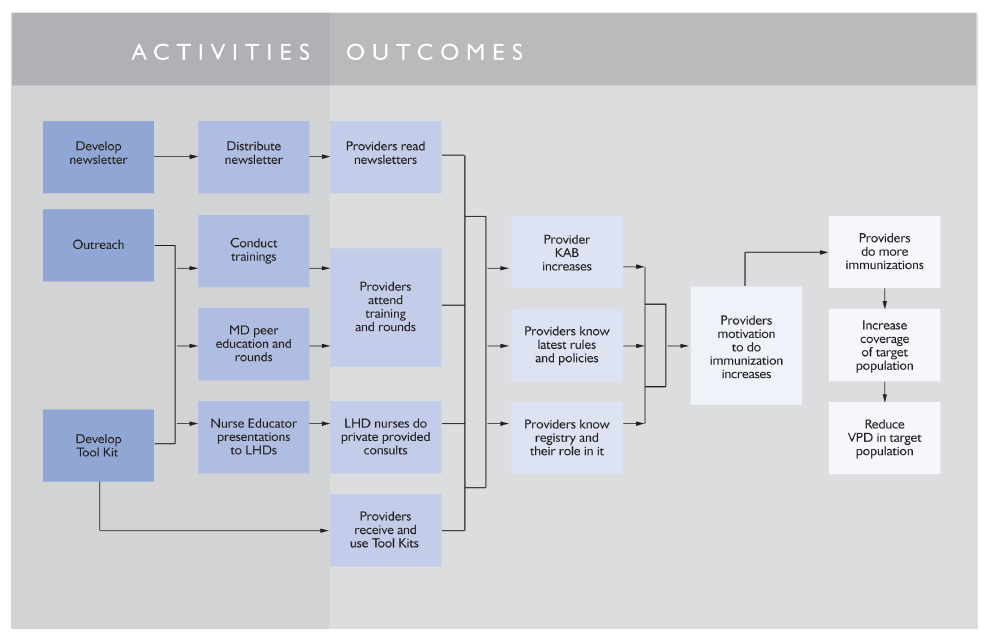 ACTIVITIES
OUTCOMES
Develop
newsletter
Distribute
newsletter
Providers read
newsletters
Outreach
Conduct
trainings
Providers
attend
training
and rounds
MD peer
education and
rounds
Develop
Tool Kit
Nurse Educator
presentations
to LHDs
LHD nurses do
private provided
consults
Providers
receive and
use Tool Kits
Provider
KAB
increases
Providers know
latest rules
and policies
Providers know
registry and
their role in it
Providers
motivation
to do
immunization
increases
Providers
do more
immunizations
Increase
coverage
of target
population
Reduce
VPD in target
population